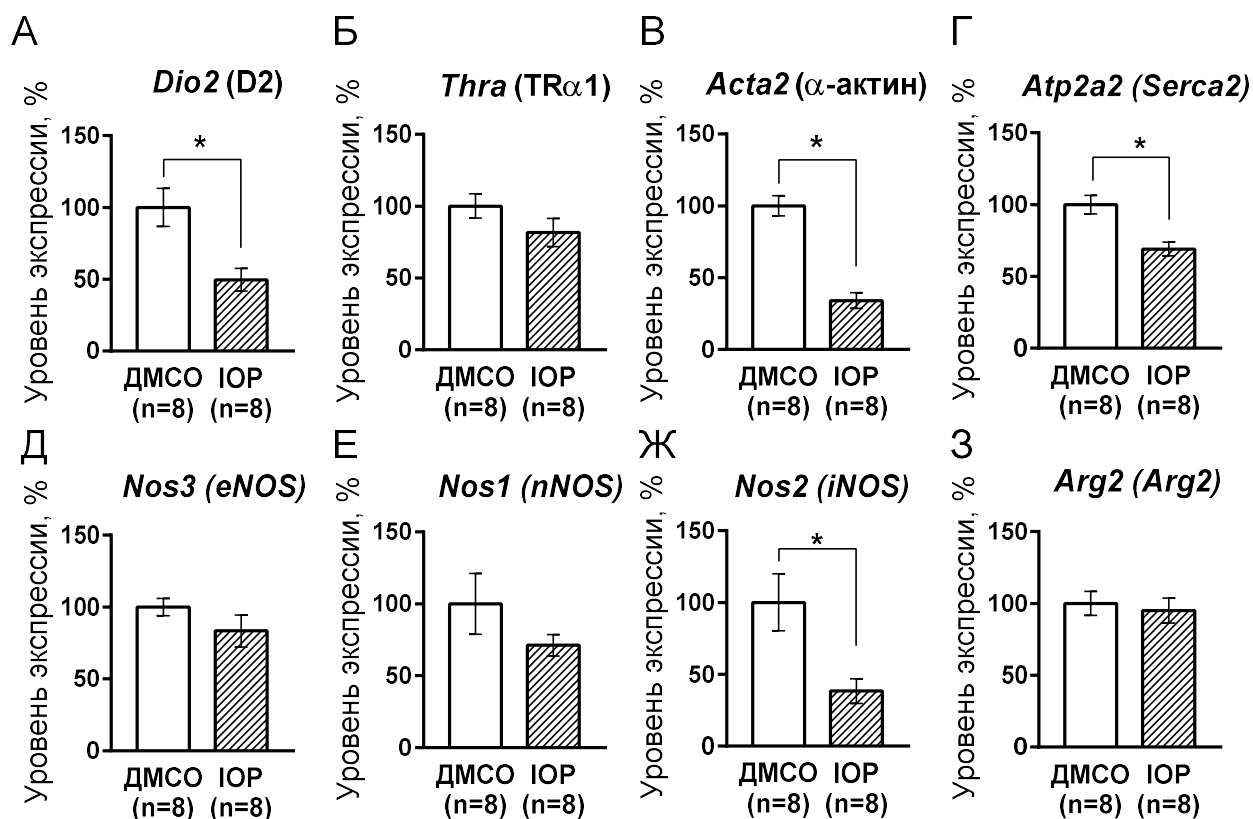 А
Б
В
Г
Dio2 (D2)
Thra (TRα1)
Acta2 (α-актин)
Atp2a2 (Serca2)
Уровень экспрессии, %
150
100
50
0
*
ДМСО IOP
(n=8) (n=8)
Уровень экспрессии, %
150
100
50
0
ДМСО IOP
(n=8) (n=8)
Уровень экспрессии, %
150
100
50
0
*
ДМСО IOP
(n=8) (n=8)
Уровень экспрессии, %
150
100
50
0
*
ДМСО IOP
(n=8) (n=8)
Д
Е
Ж
З
Nos3 (eNOS)
Nos1 (nNOS)
Nos2 (iNOS)
Arg2 (Arg2)
Уровень экспрессии, %
150
100
50
0
ДМСО IOP
(n=8) (n=8)
Уровень экспрессии, %
150
100
50
0
ДМСО IOP
(n=8) (n=8)
Уровень экспрессии, %
150
100
50
0
*
ДМСО IOP
(n=8) (n=8)
Уровень экспрессии, %
150
100
50
0
ДМСО IOP
(n=8) (n=8)